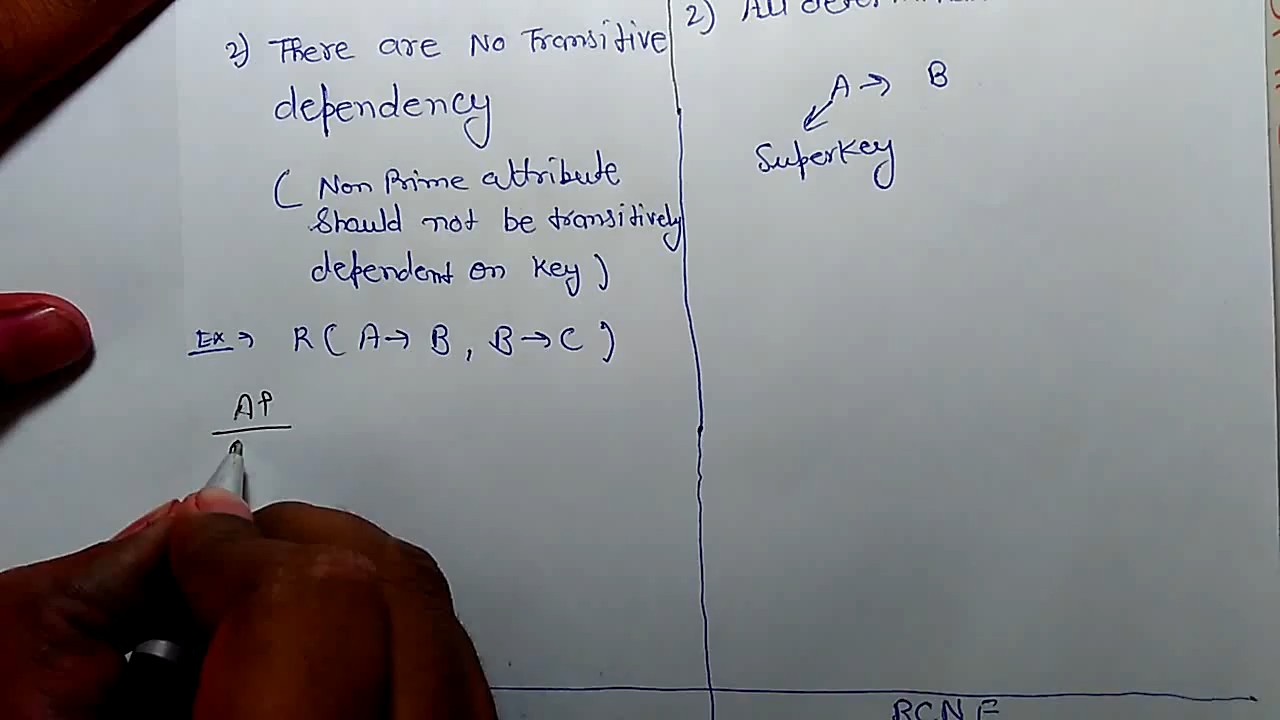 2) There are No Transitive
dependency
( Non Prime attribute
should not be transitively
dependent on key )
Ex → R ( A → B , B → C )
AP
2) All
A → B
Superkey
BCNF